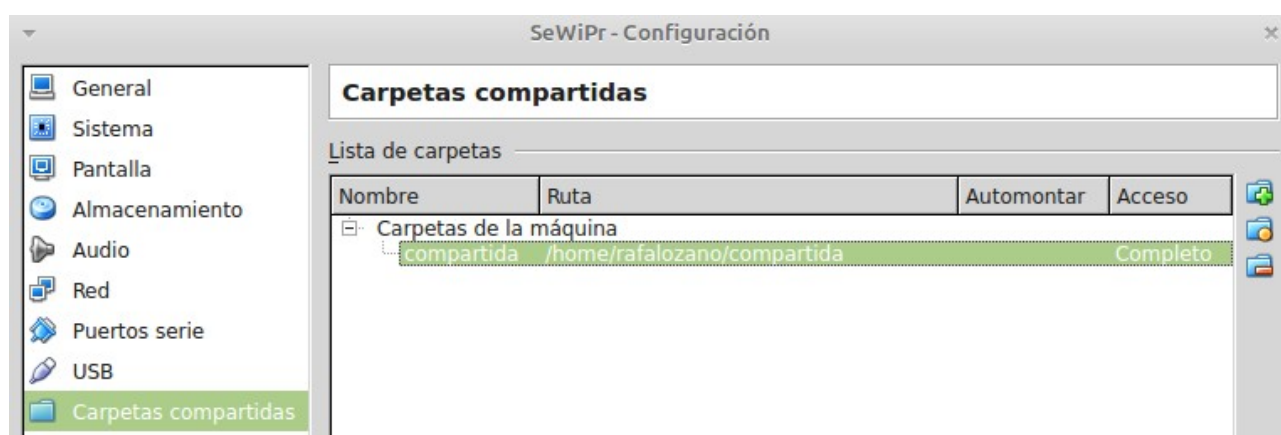 SeWiPr - Configuración
General
Sistema
Pantalla
Almacenamiento
Audio
Red
Puertos serie
USB
Carpetas compartidas
Carpetas compartidas
Lista de carpetas
Nombre Ruta Automontar Acceso
Carpetas de la máquina
compartida /home/rafalozano/compartida Completo